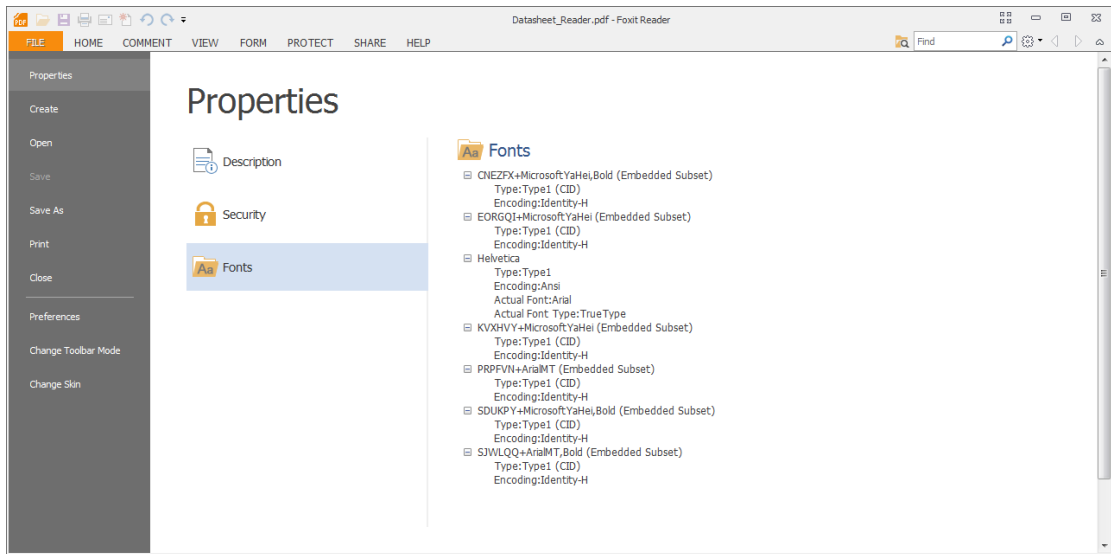 PDF
Datasheet_Reader.pdf - Foxit Reader
FILE HOME COMMENT VIEW FORM PROTECT SHARE HELP Find
Properties
Create
Open
Save
Save As
Print
Close
Preferences
Change Toolbar Mode
Change Skin
Properties
Description
Security
Aa Fonts
Aa Fonts
CNEZFX+MicrosoftYaHei,Bold (Embedded Subset)
Type:Type1 (CID)
Encoding:Identity-H
EORGQI+MicrosoftYaHei (Embedded Subset)
Type:Type1 (CID)
Encoding:Identity-H
Helvetica
Type:Type1
Encoding:Ansi
Actual Font:Arial
Actual Font Type:TrueType
KVXHVY+MicrosoftYaHei (Embedded Subset)
Type:Type1 (CID)
Encoding:Identity-H
PRPFVN+ArialMT (Embedded Subset)
Type:Type1 (CID)
Encoding:Identity-H
SDUKPY+MicrosoftYaHei,Bold (Embedded Subset)
Type:Type1 (CID)
Encoding:Identity-H
SJWLQQ+ArialMT,Bold (Embedded Subset)
Type:Type1 (CID)
Encoding:Identity-H